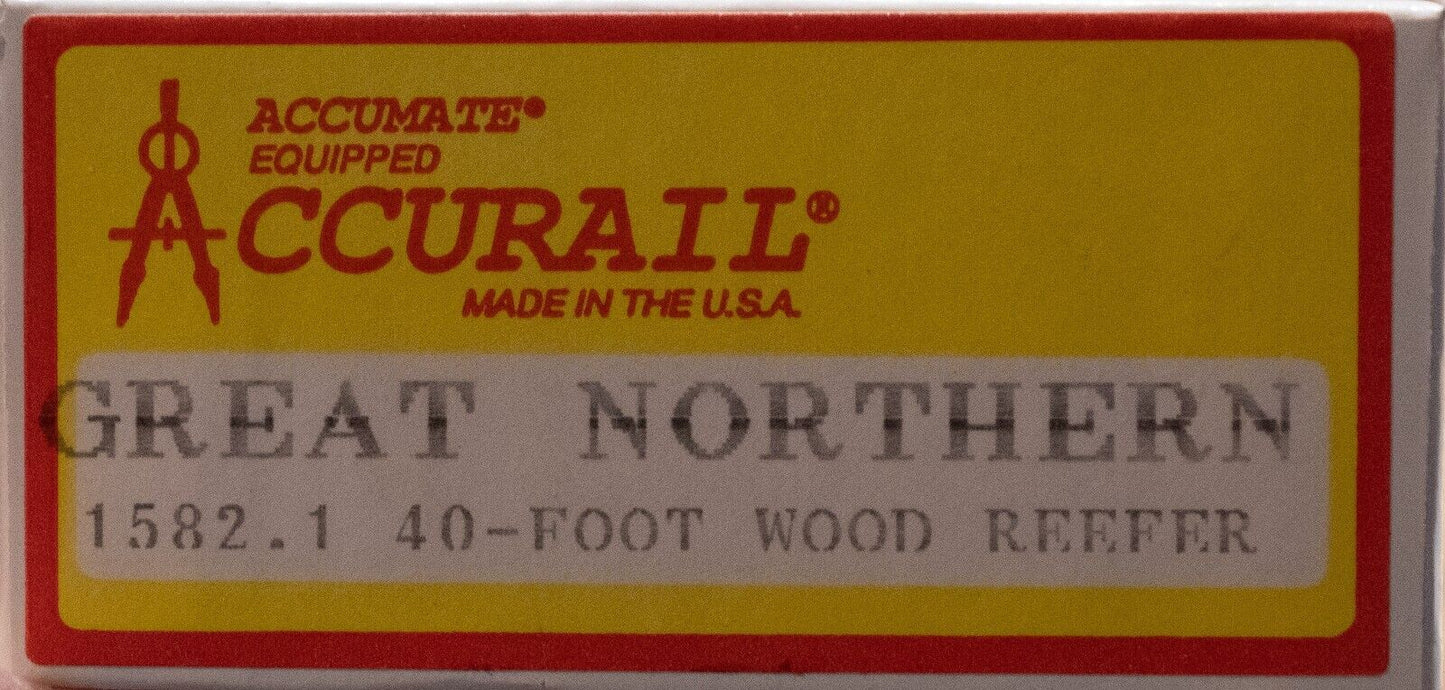 ACCUMATE®
EQUIPPED
ACCURAIL®
MADE IN THE U.S.A.
GREAT NORTHERN
1582.1 40-FOOT WOOD REEFER